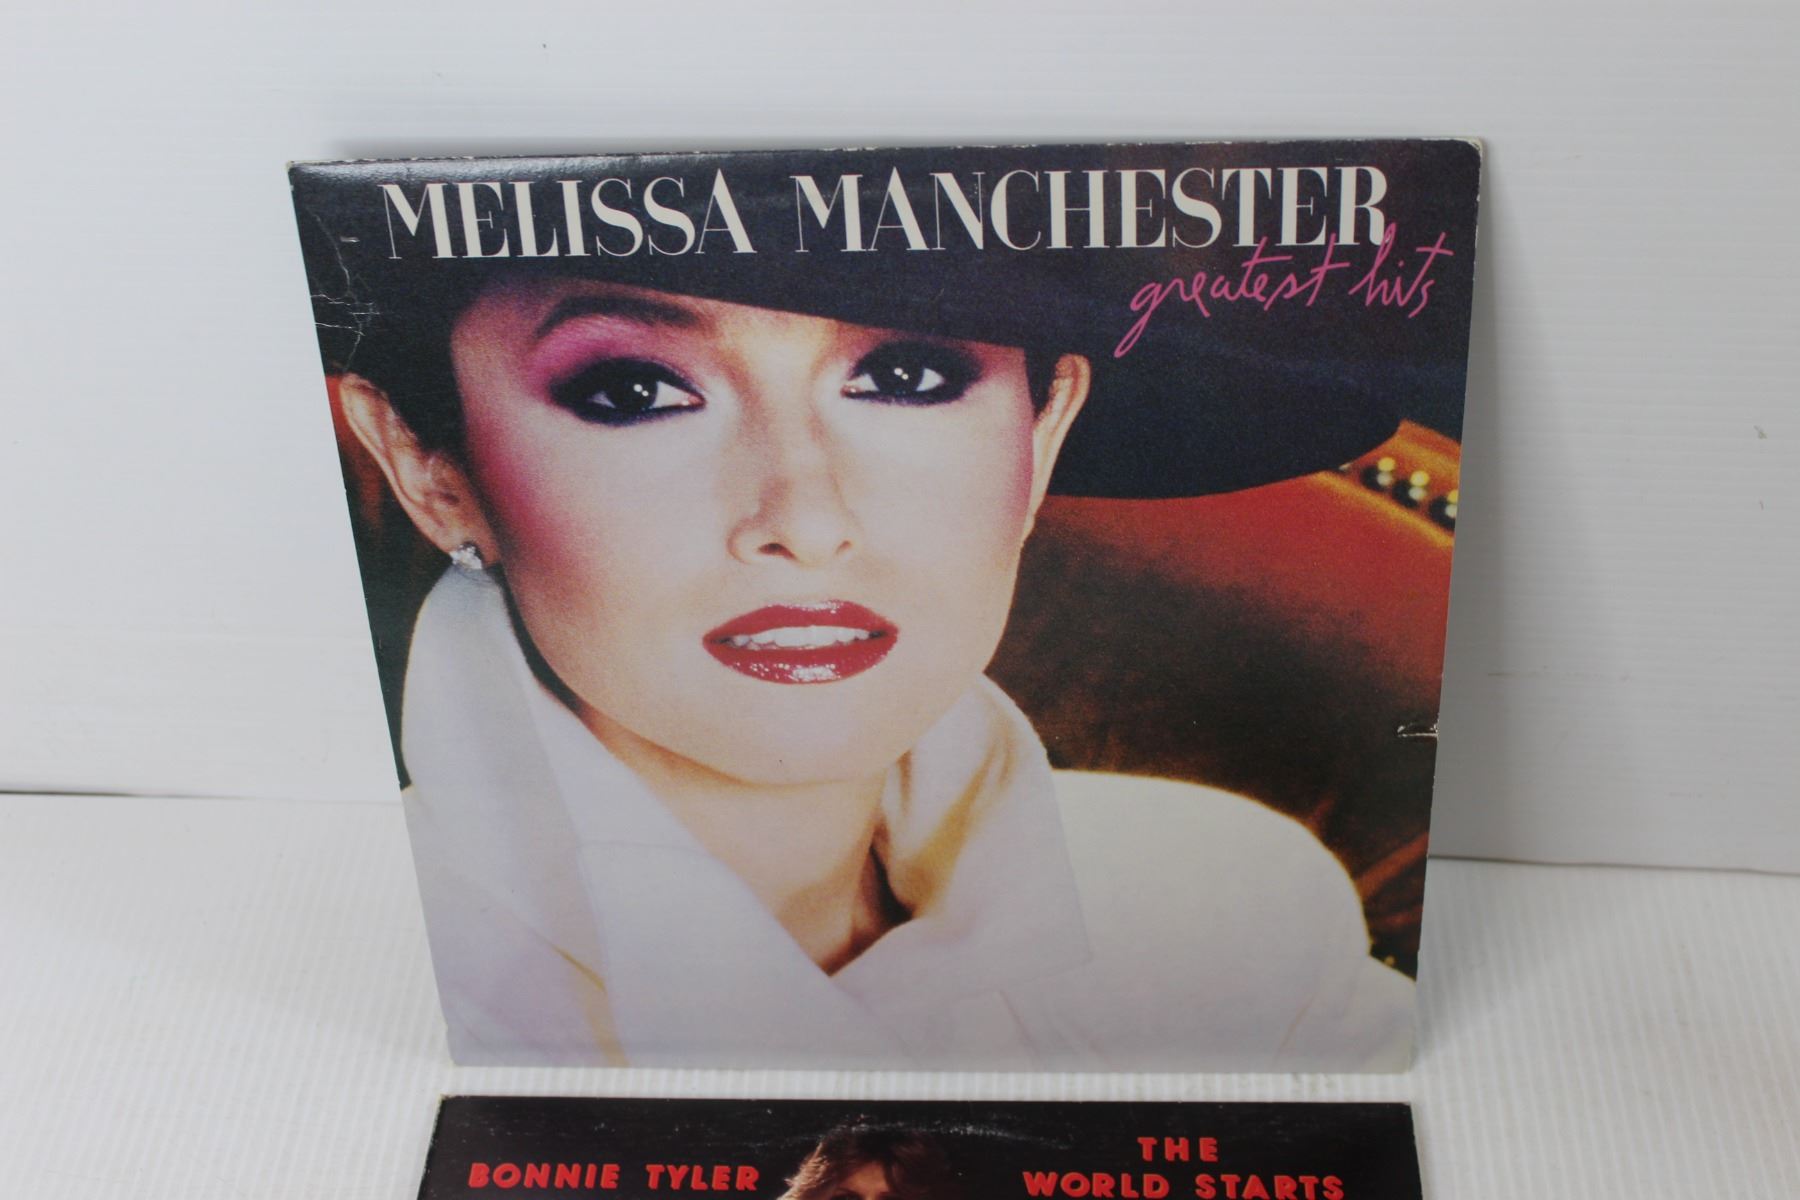 MELISSA MANCHESTER
greatest hits
BONNIE TYLER
THE
WORLD STARTS